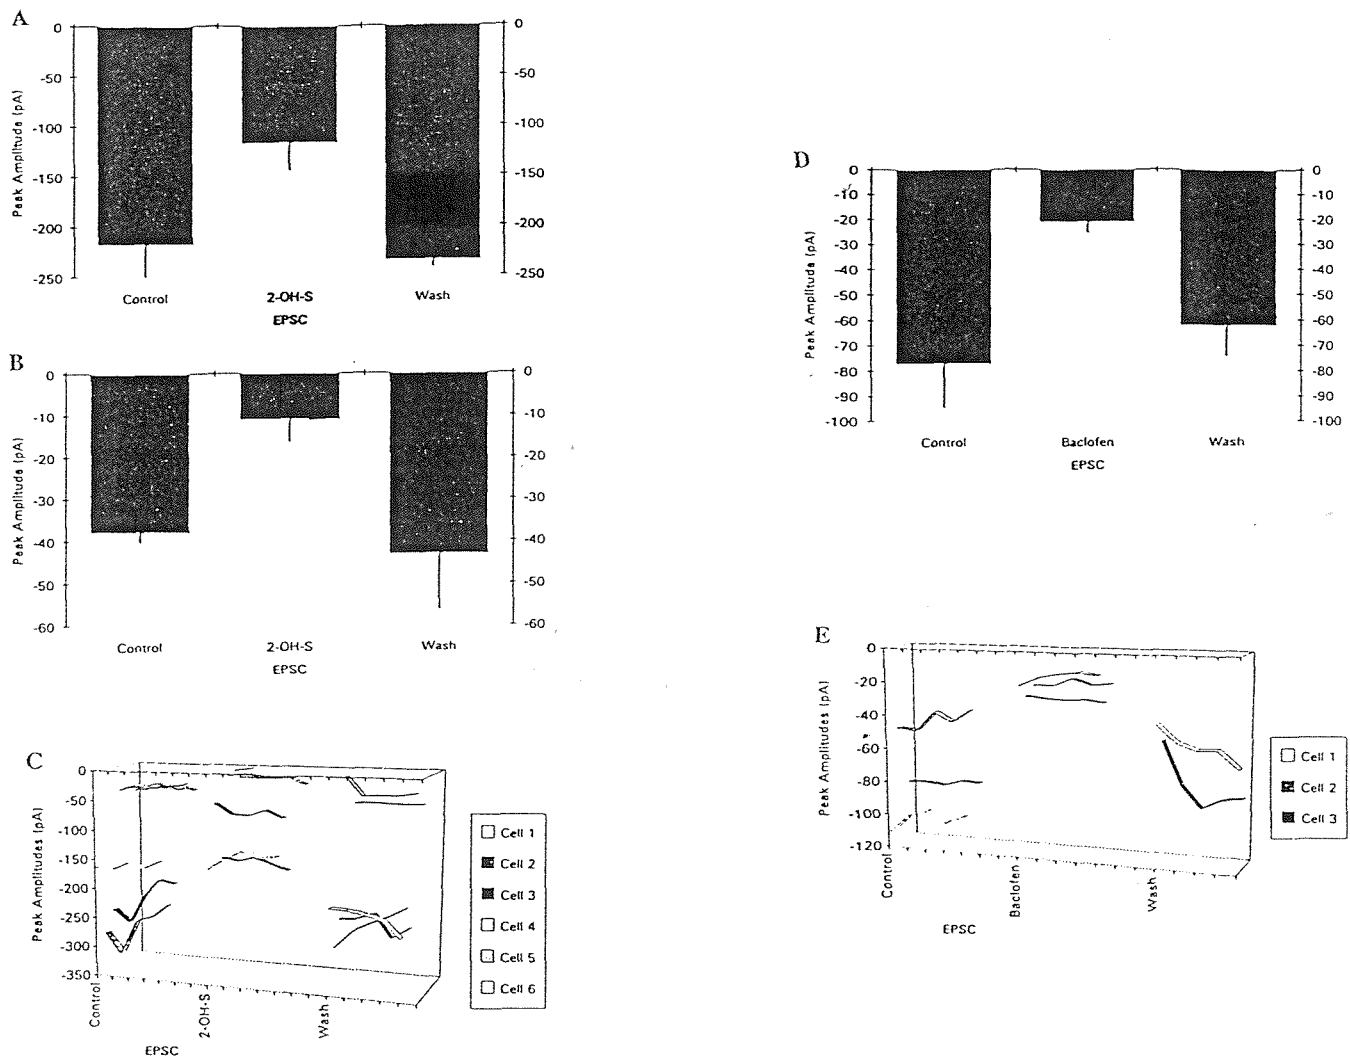 A
0
-50
-100
-150
-200
-250
Peak Amplitude (pA)
0
-50
-100
-150
-200
-250
Control 2-OH-S Wash
EPSC
B
0
-10
-20
-30
-40
-50
-60
Peak Amplitude (pA)
0
-10
-20
-30
-40
-50
-60
Control 2-OH-S Wash
EPSC
C
0
-50
-100
-150
-200
-250
-300
-350
Peak Amplitudes (pA)
Control
2-OH-S
Wash
EPSC
Cell 1
Cell 2
Cell 3
Cell 4
Cell 5
Cell 6
D
0
-10
-20
-30
-40
-50
-60
-70
-80
-90
-100
Peak Amplitude (pA)
0
-10
-20
-30
-40
-50
-60
-70
-80
-90
-100
Control Baclofen Wash
EPSC
E
0
-20
-40
-60
-80
-100
-120
Peak Amplitudes (pA)
Control
Baclofen
Wash
EPSC
Cell 1
Cell 2
Cell 3